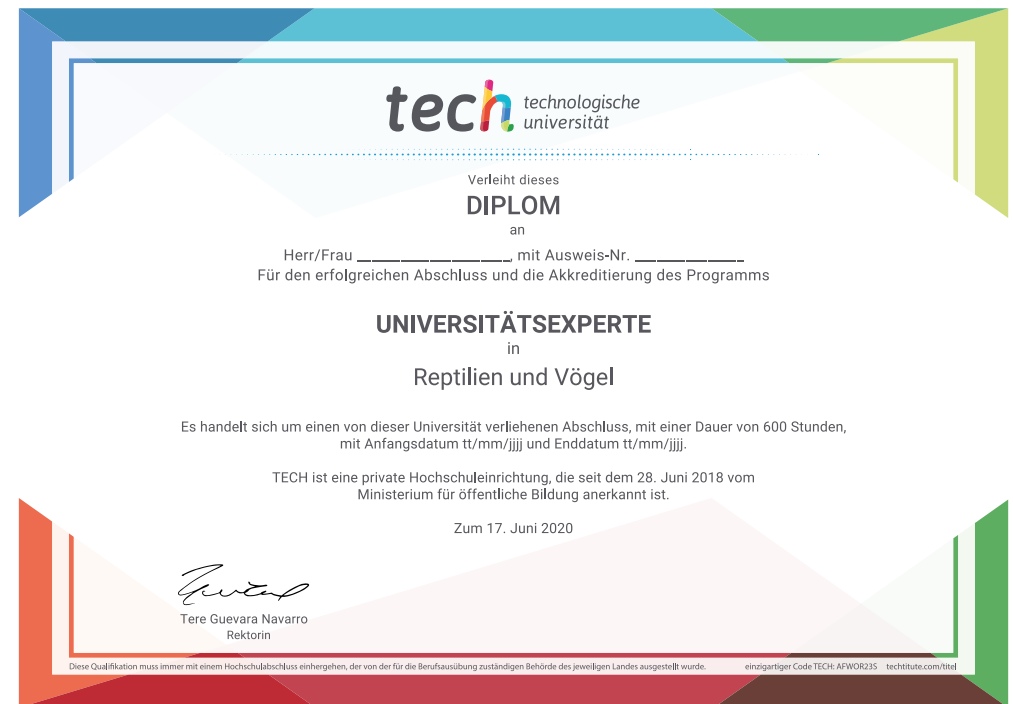 tech technologische
universität
Verleiht dieses
DIPLOM
an
Herr/Frau ____________________, mit Ausweis-Nr. ______________
Für den erfolgreichen Abschluss und die Akkreditierung des Programms
UNIVERSITÄTSEXPERTE
in
Reptilien und Vögel
Es handelt sich um einen von dieser Universität verliehenen Abschluss, mit einer Dauer von 600 Stunden,
mit Anfangsdatum tt/mm/jjjj und Enddatum tt/mm/jjjj.
TECH ist eine private Hochschuleinrichtung, die seit dem 28. Juni 2018 vom
Ministerium für öffentliche Bildung anerkannt ist.
Zum 17. Juni 2020
Tere Guevara Navarro
Rektorin
Diese Qualifikation muss immer mit einem Hochschulabschluss einhergehen, der von der für die Berufsausübung zuständigen Behörde des jeweiligen Landes ausgestellt wurde. einzigartiger Code TECH: AFWOR23S techtitute.com/titel